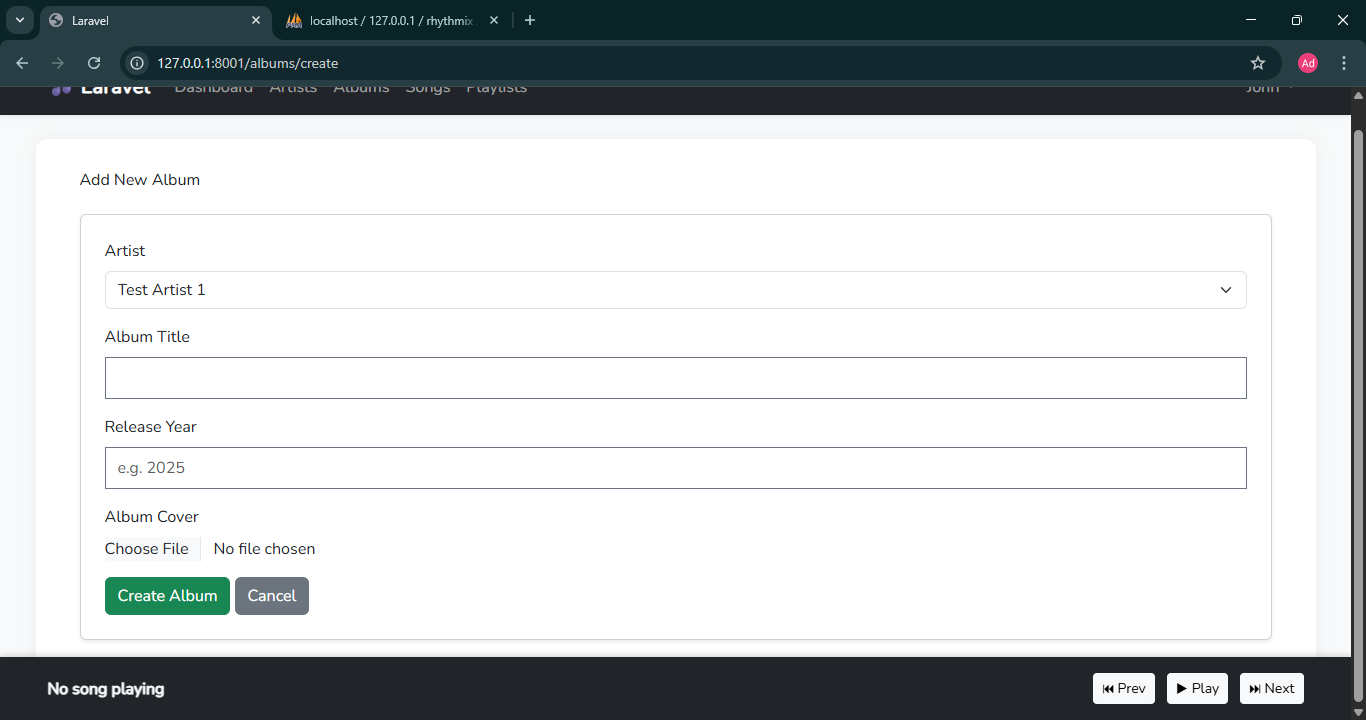 Laravel
localhost / 127.0.0.1 / rhythmix
127.0.0.1:8001/albums/create
Ad
Laravel Dashboard Artists Albums Songs Playlists John
Add New Album
Artist
Test Artist 1
Album Title
Release Year
e.g. 2025
Album Cover
Choose File No file chosen
Create Album Cancel
No song playing
Prev Play Next